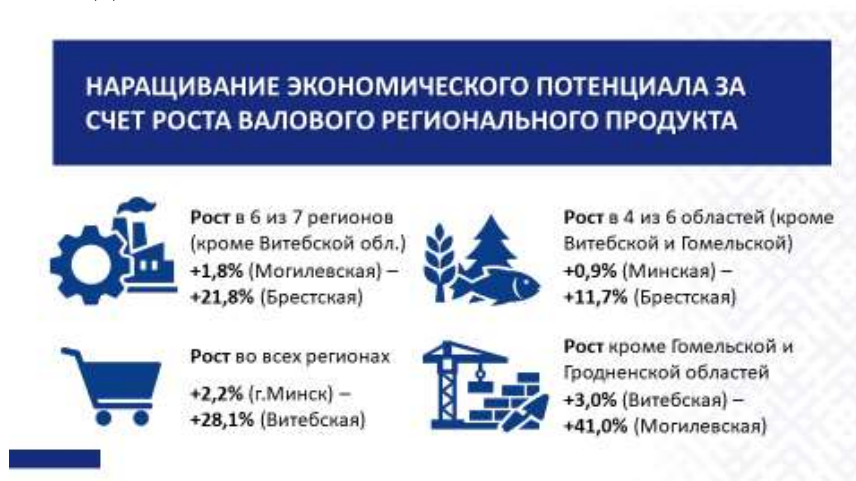 НАРАЩИВАНИЕ ЭКОНОМИЧЕСКОГО ПОТЕНЦИАЛА ЗА
СЧЕТ РОСТА ВАЛОВОГО РЕГИОНАЛЬНОГО ПРОДУКТА
Рост в 6 из 7 регионов
(кроме Витебской обл.)
+1,8% (Могилевская) –
+21,8% (Брестская)
Рост в 4 из 6 областей (кроме
Витебской и Гомельской)
+0,9% (Минская) –
+11,7% (Брестская)
Рост во всех регионах
+2,2% (г.Минск) –
+28,1% (Витебская)
Рост кроме Гомельской и
Гродненской областей
+3,0% (Витебская) –
+41,0% (Могилевская)